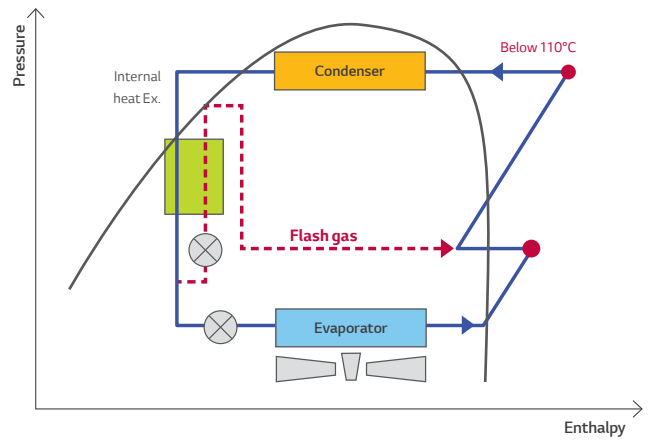 Pressure
Below 110°C
Condenser
Internal
heat Ex.
Flash gas
Evaporator
Enthalpy